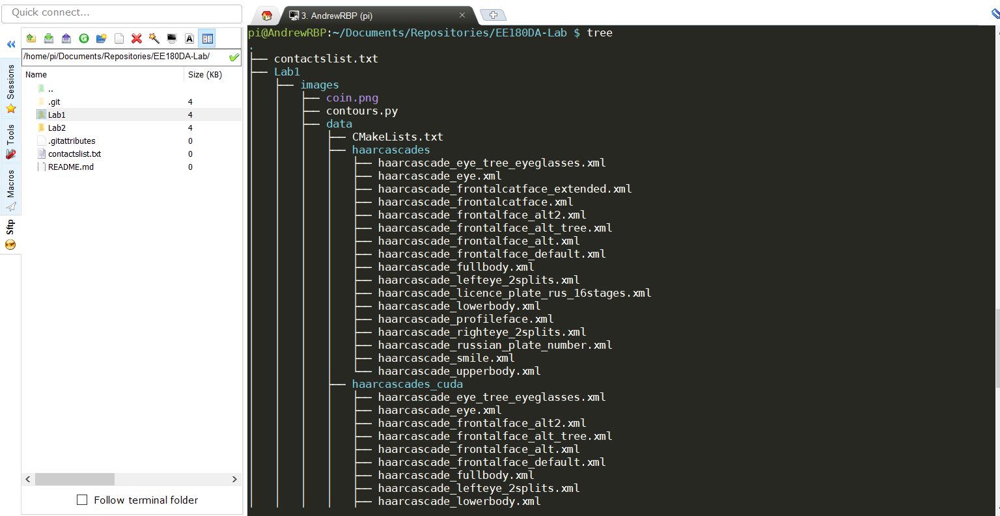 Quick connect...
3. AndrewRBP (pi)
/home/pi/Documents/Repositories/EE180DA-Lab/
Name Size (KB)
..
.git 4
Lab1 4
Lab2 4
.gitattributes 0
contactslist.txt 0
README.md 0
Sessions
Tools
Macros
Sftp
Follow terminal folder
pi@AndrewRBP:~/Documents/Repositories/EE180DA-Lab $ tree
.
├── contactslist.txt
├── Lab1
│   ├── images
│   │   ├── coin.png
│   │   ├── contours.py
│   │   ├── data
│   │   │   ├── CMakeLists.txt
│   │   │   ├── haarcascades
│   │   │   │   ├── haarcascade_eye_tree_eyeglasses.xml
│   │   │   │   ├── haarcascade_eye.xml
│   │   │   │   ├── haarcascade_frontalcatface_extended.xml
│   │   │   │   ├── haarcascade_frontalcatface.xml
│   │   │   │   ├── haarcascade_frontalface_alt2.xml
│   │   │   │   ├── haarcascade_frontalface_alt_tree.xml
│   │   │   │   ├── haarcascade_frontalface_alt.xml
│   │   │   │   ├── haarcascade_frontalface_default.xml
│   │   │   │   ├── haarcascade_fullbody.xml
│   │   │   │   ├── haarcascade_lefteye_2splits.xml
│   │   │   │   ├── haarcascade_licence_plate_rus_16stages.xml
│   │   │   │   ├── haarcascade_lowerbody.xml
│   │   │   │   ├── haarcascade_profileface.xml
│   │   │   │   ├── haarcascade_righteye_2splits.xml
│   │   │   │   ├── haarcascade_russian_plate_number.xml
│   │   │   │   ├── haarcascade_smile.xml
│   │   │   │   └── haarcascade_upperbody.xml
│   │   │   ├── haarcascades_cuda
│   │   │   │   ├── haarcascade_eye_tree_eyeglasses.xml
│   │   │   │   ├── haarcascade_eye.xml
│   │   │   │   ├── haarcascade_frontalface_alt2.xml
│   │   │   │   ├── haarcascade_frontalface_alt_tree.xml
│   │   │   │   ├── haarcascade_frontalface_alt.xml
│   │   │   │   ├── haarcascade_frontalface_default.xml
│   │   │   │   ├── haarcascade_fullbody.xml
│   │   │   │   ├── haarcascade_lefteye_2splits.xml
│   │   │   │   ├── haarcascade_lowerbody.xml